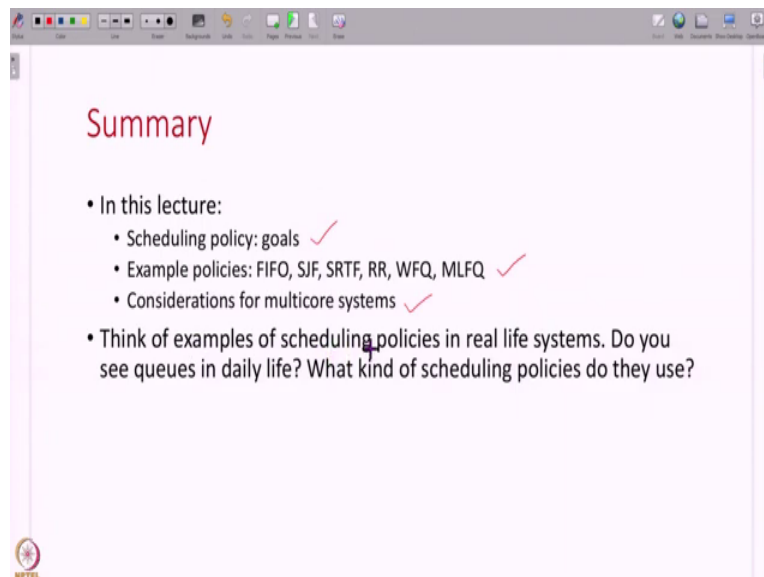 Summary
• In this lecture:
• Scheduling policy: goals
• Example policies: FIFO, SJF, SRTF, RR, WFQ, MLFQ
• Considerations for multicore systems
• Think of examples of scheduling policies in real life systems. Do you
see queues in daily life? What kind of scheduling policies do they use?
NPTEL